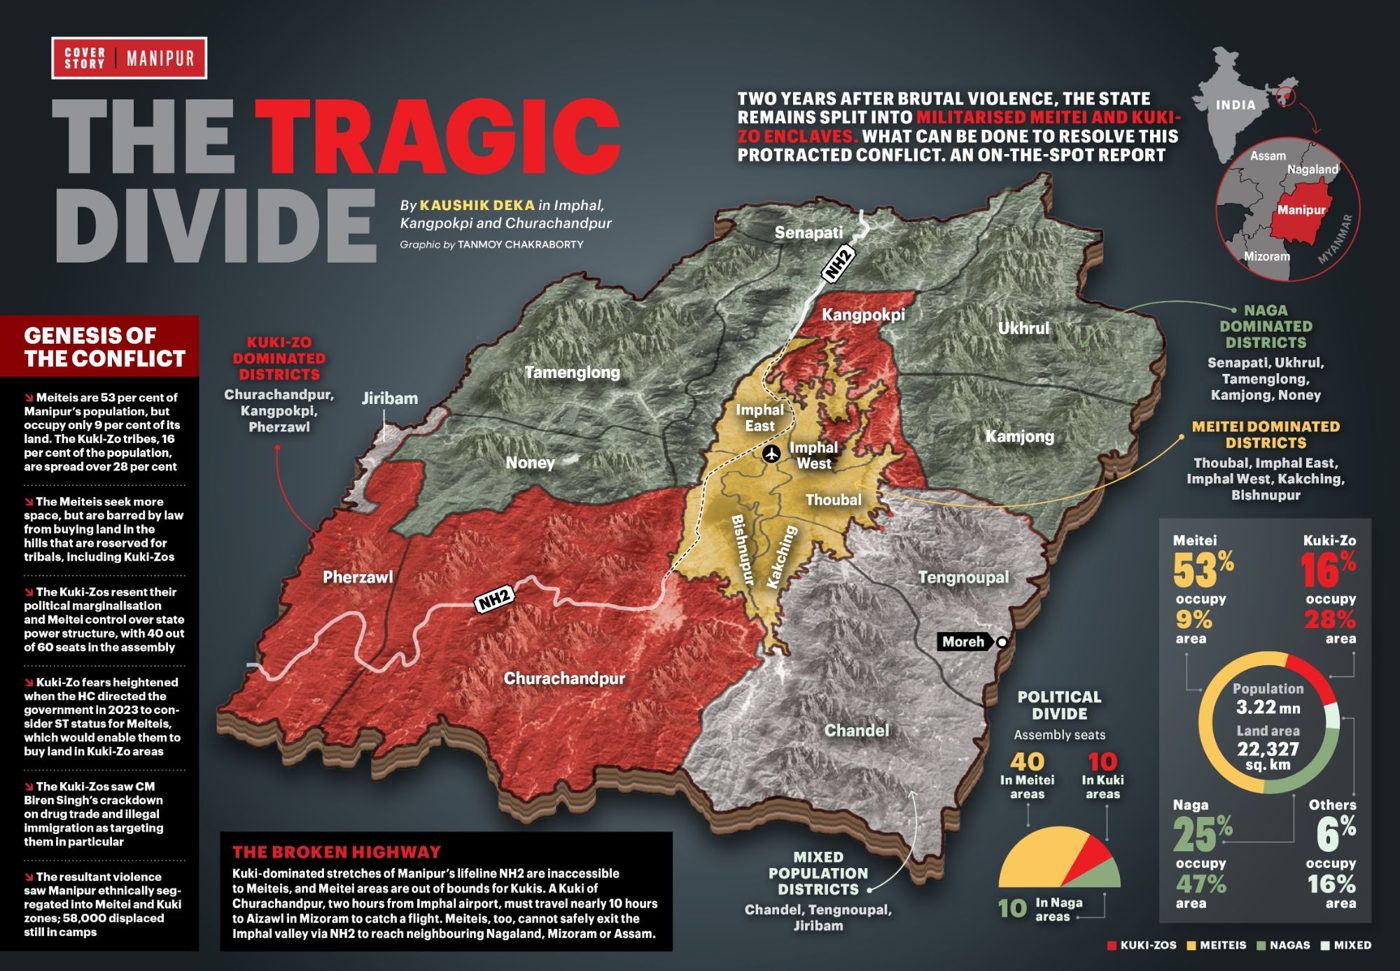 COVER
STORY
MANIPUR
THE TRAGIC
DIVIDE
By KAUSHIK DEKA in Imphal,
Kangpokpi and Churachandpur
Graphic by TANMOY CHAKRABORTY
TWO YEARS AFTER BRUTAL VIOLENCE, THE STATE
REMAINS SPLIT INTO MILITARISED MEITEI AND KUKI-
ZO ENCLAVES. WHAT CAN BE DONE TO RESOLVE THIS
PROTRACTED CONFLICT. AN ON-THE-SPOT REPORT
INDIA
Assam
Nagaland
Manipur
Mizoram
MYANMAR
GENESIS OF
THE CONFLICT
Meiteis are 53 per cent of
Manipur's population, but
occupy only 9 per cent of its
land. The Kuki-Zo tribes, 16
per cent of the population,
are spread over 28 per cent
The Meiteis seek more
space, but are barred by law
from buying land in the
hills that are reserved for
tribals, including Kuki-Zos
The Kuki-Zos resent their
political marginalisation
and Meitei control over state
power structure, with 40 out
of 60 seats in the assembly
Kuki-Zo fears heightened
when the HC directed the
government in 2023 to con-
sider ST status for Meiteis,
which would enable them to
buy land in Kuki-Zo areas
The Kuki-Zos saw CM
Biren Singh's crackdown
on drug trade and illegal
immigration as targeting
them in particular
The resultant violence
saw Manipur ethnically seg-
regated into Meitei and Kuki
zones; 58,000 displaced
still in camps
KUKI-ZO
DOMINATED
DISTRICTS
Churachandpur,
Kangpokpi,
Pherzawl
Jiribam
Senapati
NH2
Kangpokpi
Ukhrul
Tamenglong
Imphal
East
Imphal
West
Kamjong
Noney
Thoubal
Bishnupur
Kakching
Pherzawl
Tengnoupal
NH2
Moreh
Churachandpur
Chandel
NAGA
DOMINATED
DISTRICTS
Senapati, Ukhrul,
Tamenglong,
Kamjong, Noney
MEITEI DOMINATED
DISTRICTS
Thoubal, Imphal East,
Imphal West, Kakching,
Bishnupur
MIXED
POPULATION
DISTRICTS
Chandel, Tengnoupal,
Jiribam
THE BROKEN HIGHWAY
Kuki-dominated stretches of Manipur's lifeline NH2 are inaccessible
to Meiteis, and Meitei areas are out of bounds for Kukis. A Kuki of
Churachandpur, two hours from Imphal airport, must travel nearly 10 hours
to Aizawl in Mizoram to catch a flight. Meiteis, too, cannot safely exit the
Imphal valley via NH2 to reach neighbouring Nagaland, Mizoram or Assam.
POLITICAL
DIVIDE
Assembly seats
40
In Meitei
areas
10
In Kuki
areas
10 In Naga
areas
Meitei
53%
occupy
9%
area
Kuki-Zo
16%
occupy
28%
area
Population
3.22 mn
Land area
22,327
sq. km
Naga
25%
occupy
47%
area
Others
6%
occupy
16%
area
KUKI-ZOS MEITEIS NAGAS MIXED